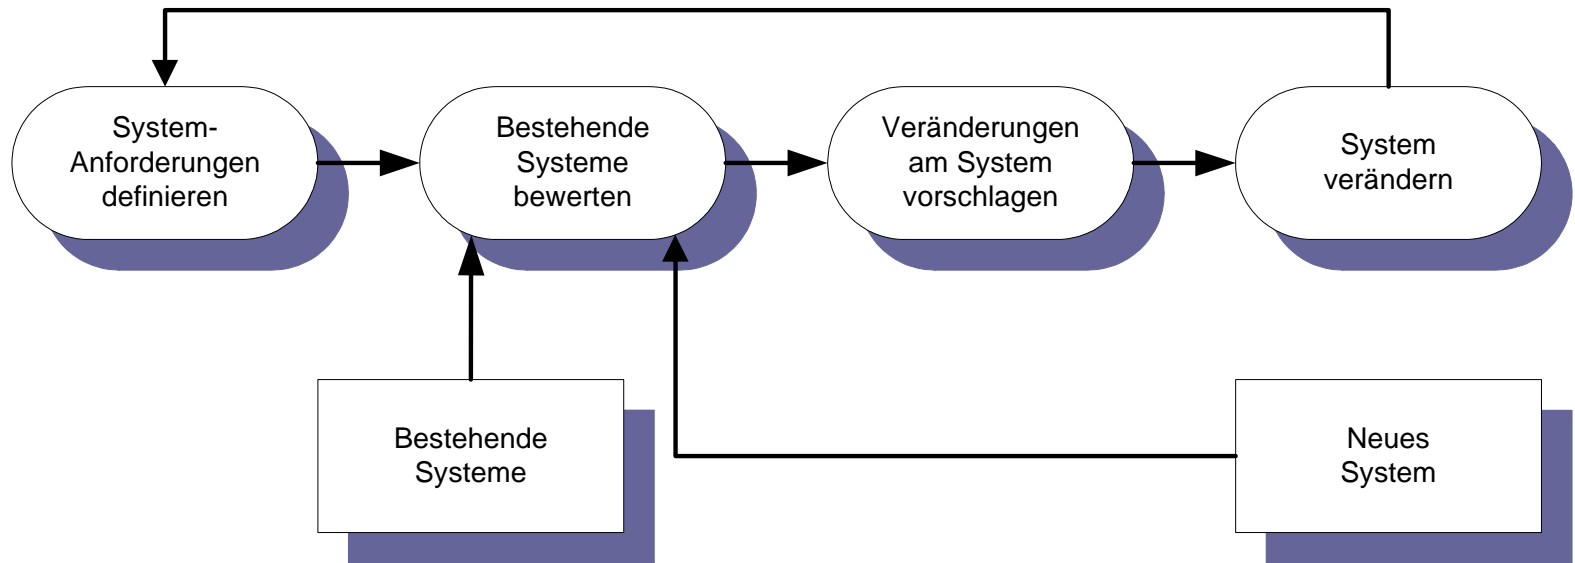 System-
Anforderungen
definieren
Bestehende
Systeme
bewerten
Veränderungen
am System
vorschlagen
System
verändern
Bestehende
Systeme
Neues
System